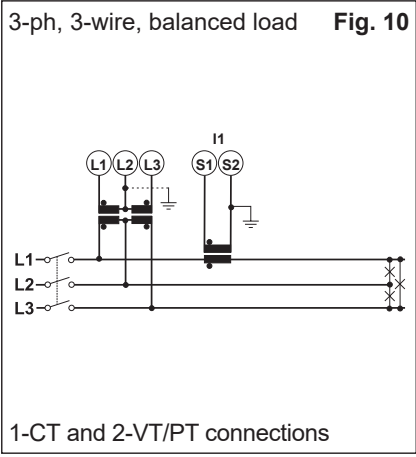 3-ph, 3-wire, balanced load Fig. 10
I1
L1 L2 L3 S1 S2
L1
L2
L3
1-CT and 2-VT/PT connections